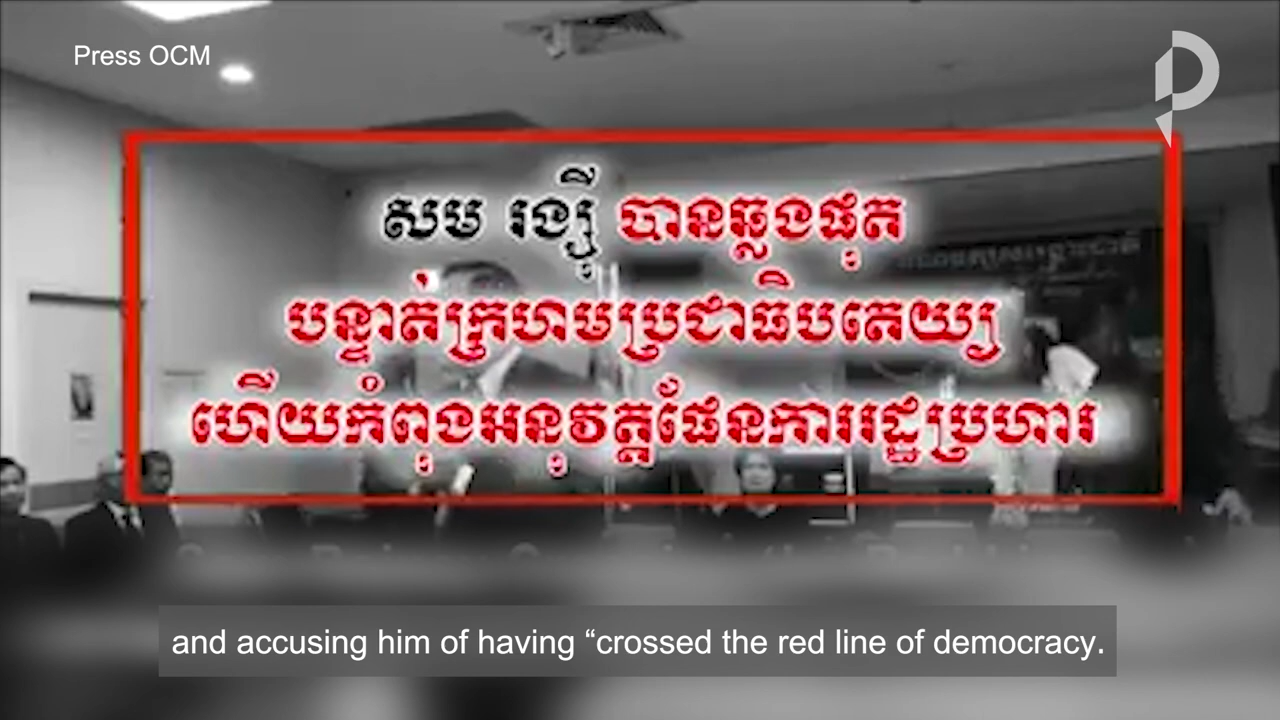 Press OCM
សម រង្ស៊ី បានឆ្លងផុត
បន្ទាត់ក្រហមប្រជាធិបតេយ្យ
ហើយកំពុងអនុវត្តផែនការរដ្ឋប្រហារ
and accusing him of having “crossed the red line of democracy.